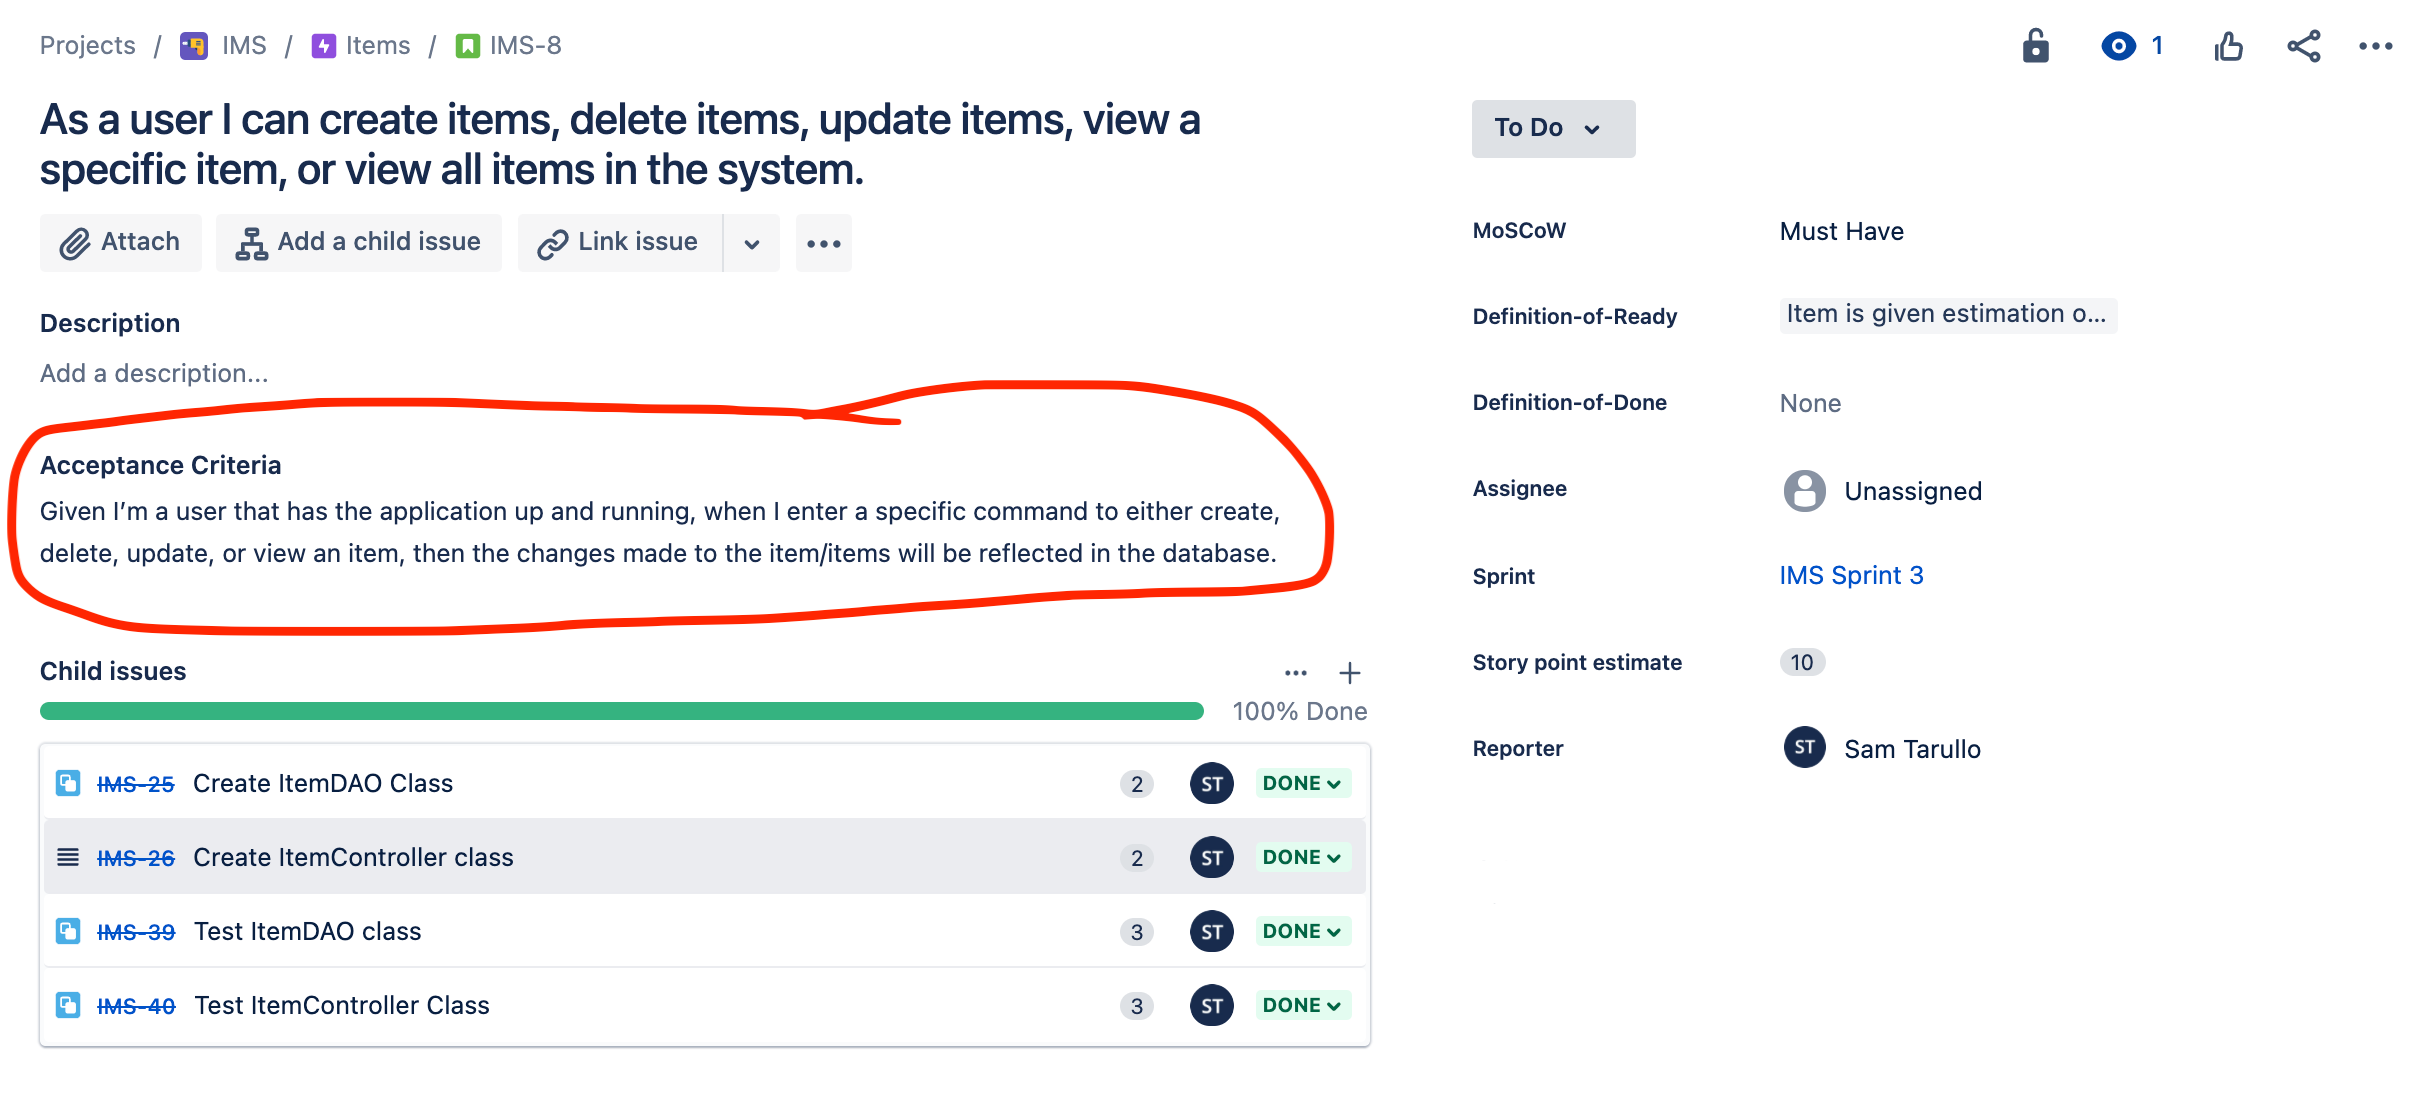 Projects / IMS / Items / IMS-8
1
As a user I can create items, delete items, update items, view a
specific item, or view all items in the system.
Attach
Add a child issue
Link issue
Description
Add a description...
Acceptance Criteria
Given I'm a user that has the application up and running, when I enter a specific command to either create,
delete, update, or view an item, then the changes made to the item/items will be reflected in the database.
Child issues
100% Done
IMS-25 Create ItemDAO Class 2 ST DONE
IMS-26 Create ItemController class 2 ST DONE
IMS-39 Test ItemDAO class 3 ST DONE
IMS-40 Test ItemController Class 3 ST DONE
To Do
MoSCoW Must Have
Definition-of-Ready Item is given estimation o...
Definition-of-Done None
Assignee Unassigned
Sprint IMS Sprint 3
Story point estimate 10
Reporter ST Sam Tarullo